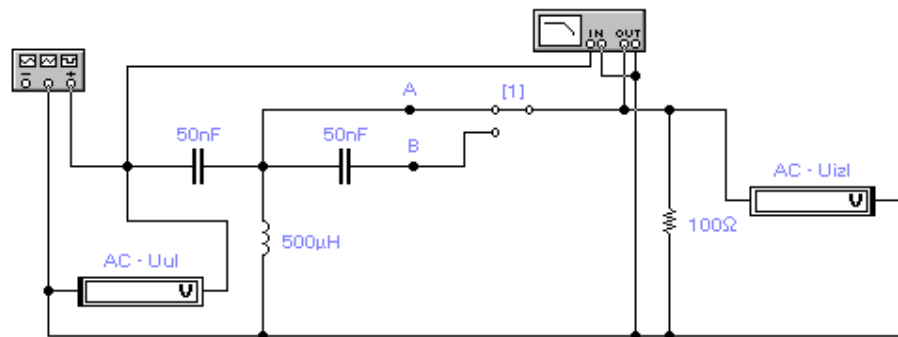 IN OUT
A
[1]
50nF
50nF
B
AC - Uizl
V
500µH
100Ω
AC - Uul
V